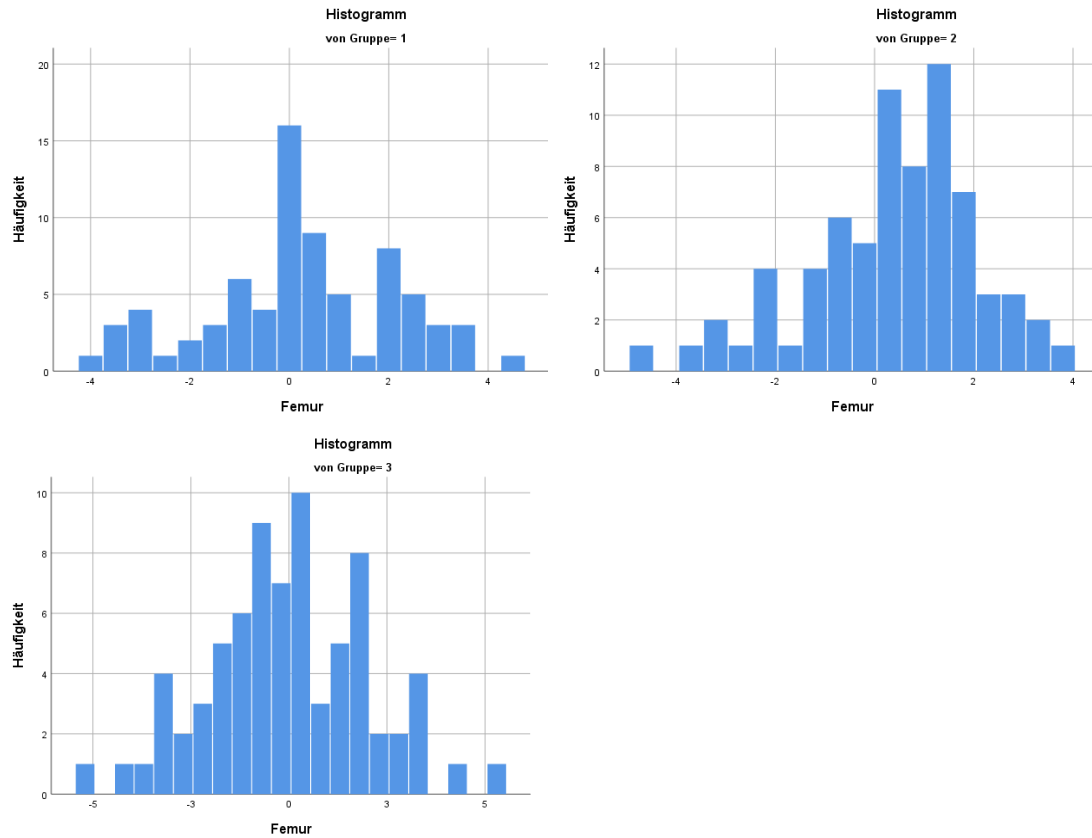 Histogramm
von Gruppe= 1
20
15
10
5
0
Häufigkeit
-4 -2 0 2 4
Femur
Histogramm
von Gruppe= 2
12
10
8
6
4
2
0
Häufigkeit
-4 -2 0 2 4
Femur
Histogramm
von Gruppe= 3
10
8
6
4
2
0
Häufigkeit
-5 -3 0 3 5
Femur